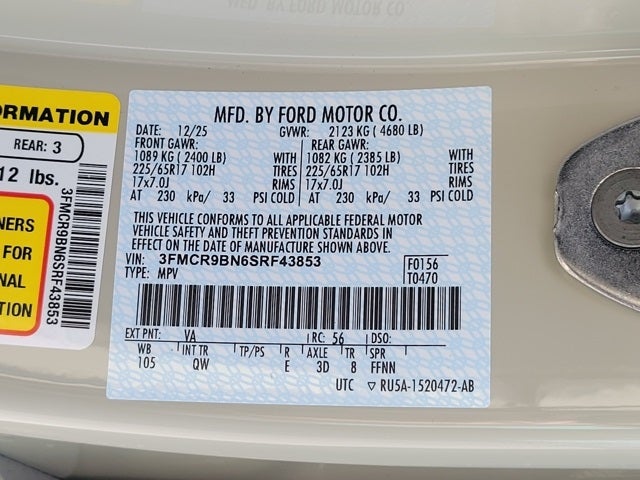 MFD. BY FORD MOTOR CO.
ORMATION
REAR: 3
12 lbs.
NERS
FOR
NAL
TION
3FMCR9BN6SRF43853
MFD. BY FORD MOTOR CO.
DATE: 12/25 GVWR: 2123 KG ( 4680 LB)
FRONT GAWR: REAR GAWR:
1089 KG ( 2400 LB) WITH 1082 KG ( 2385 LB) WITH
225/65R17 102H TIRES 225/65R17 102H TIRES
17x7.0J RIMS 17x7.0J RIMS
AT 230 kPa/ 33 PSI COLD AT 230 kPa/ 33 PSI COLD
THIS VEHICLE CONFORMS TO ALL APPLICABLE FEDERAL MOTOR
VEHICLE SAFETY AND THEFT PREVENTION STANDARDS IN
EFFECT ON THE DATE OF MANUFACTURE SHOWN ABOVE.
VIN: 3FMCR9BN6SRF43853 F0156
TYPE: MPV T0470
EXT PNT: VA RC: 56 DSO:
WB INT TR TP/PS R AXLE TR SPR
105 QW E 3D 8 FFNN
UTC ▽ RU5A-1520472-AB